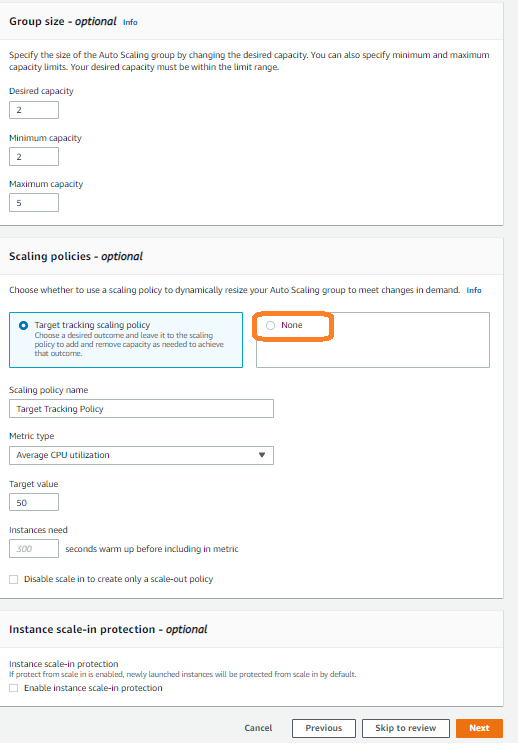 Group size - optional Info
Specify the size of the Auto Scaling group by changing the desired capacity. You can also specify minimum and maximum
capacity limits. Your desired capacity must be within the limit range.
Desired capacity
2
Minimum capacity
2
Maximum capacity
5
Scaling policies - optional
Choose whether to use a scaling policy to dynamically resize your Auto Scaling group to meet changes in demand. Info
Target tracking scaling policy
Choose a desired outcome and leave it to the scaling
policy to add and remove capacity as needed to achieve
that outcome.
None
Scaling policy name
Target Tracking Policy
Metric type
Average CPU utilization
Target value
50
Instances need
300 seconds warm up before including in metric
Disable scale in to create only a scale-out policy
Instance scale-in protection - optional
Instance scale-in protection
If protect from scale in is enabled, newly launched instances will be protected from scale in by default.
Enable instance scale-in protection
Cancel Previous Skip to review Next